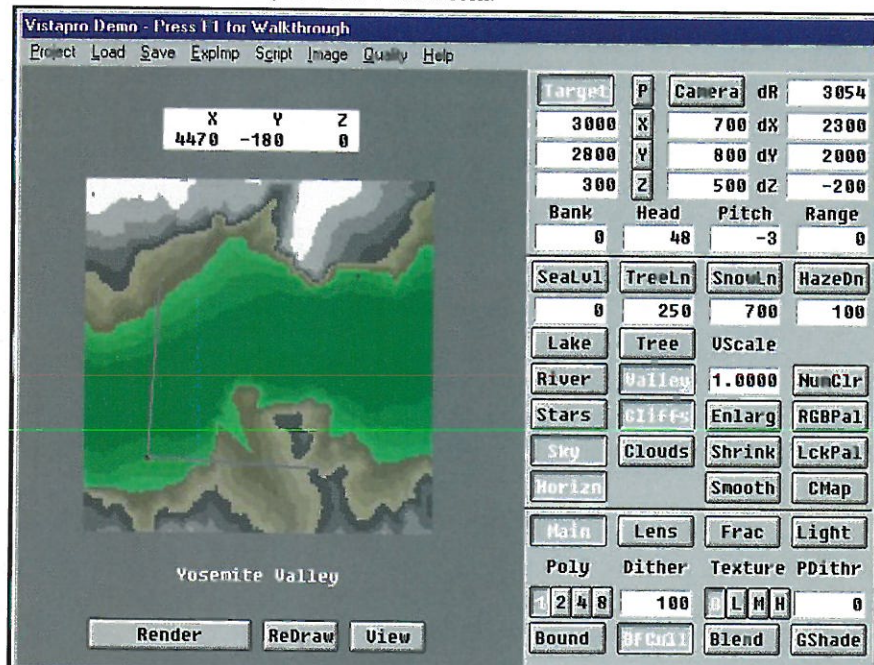 Vistapro Demo - Press F1 for Walkthrough
Project Load Save ExpImp Script Image Quality Help
X Y Z
4470 -180 0
Yosemite Valley
Render ReDraw View
Target P Camera dR 3054
3000 X 700 dX 2300
2800 Y 800 dY 2000
300 Z 500 dZ -200
Bank Head Pitch Range
0 48 -3 0
SeaLvl TreeLn SnowLn HazeDn
0 250 700 100
Lake Tree VScale
River Valley 1.0000 NumClr
Stars Cliffs Enlarg RGBPal
Sky Clouds Shrink LckPal
Horizn Smooth CMap
Main Lens Frac Light
Poly Dither Texture PDithr
1 2 4 8 100 O L M H 0
Bound BFCull Blend GShade